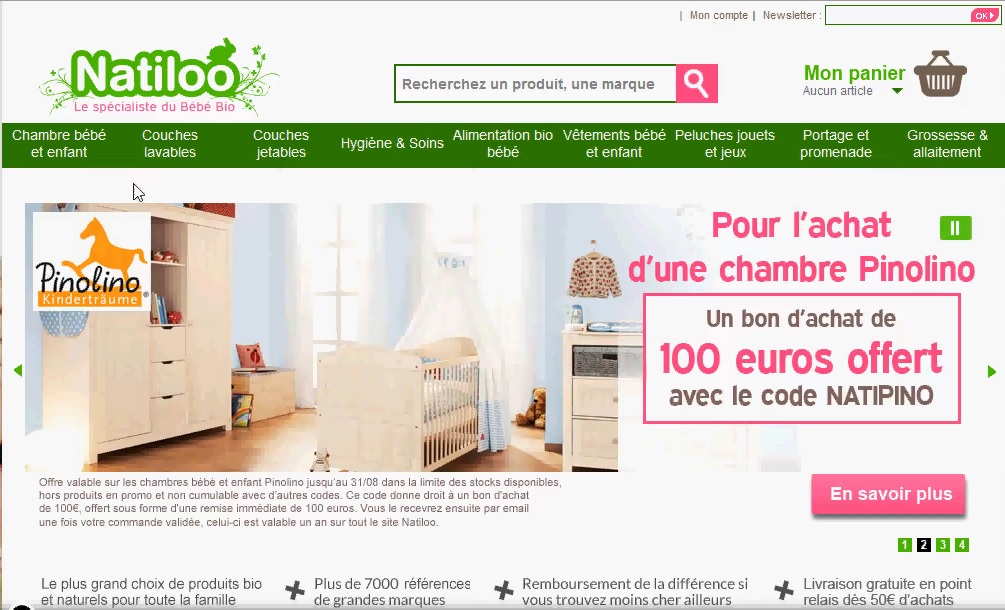 | Mon compte | Newsletter :
OK
Natiloo
Le spécialiste du Bébé Bio
Recherchez un produit, une marque
Mon panier
Aucun article
Chambre bébé et enfant
Couches lavables
Couches jetables
Hygiène & Soins
Alimentation bio bébé
Vêtements bébé et enfant
Peluches jouets et jeux
Portage et promenade
Grossesse & allaitement
Pinolino
Kinderträume
Pour l'achat
d'une chambre Pinolino
Un bon d'achat de
100 euros offert
avec le code NATIPINO
Offre valable sur les chambres bébé et enfant Pinolino jusqu'au 31/08 dans la limite des stocks disponibles,
hors produits en promo et non cumulable avec d'autres codes. Ce code donne droit à un bon d'achat
de 100€, offert sous forme d'une remise immédiate de 100 euros. Vous le recevrez ensuite par email
une fois votre commande validée, celui-ci est valable un an sur tout le site Natiloo.
En savoir plus
1 2 3 4
Le plus grand choix de produits bio
et naturels pour toute la famille
Plus de 7000 références
de grandes marques
Remboursement de la différence si
vous trouvez moins cher ailleurs
Livraison gratuite en point
relais dès 50€ d'achats